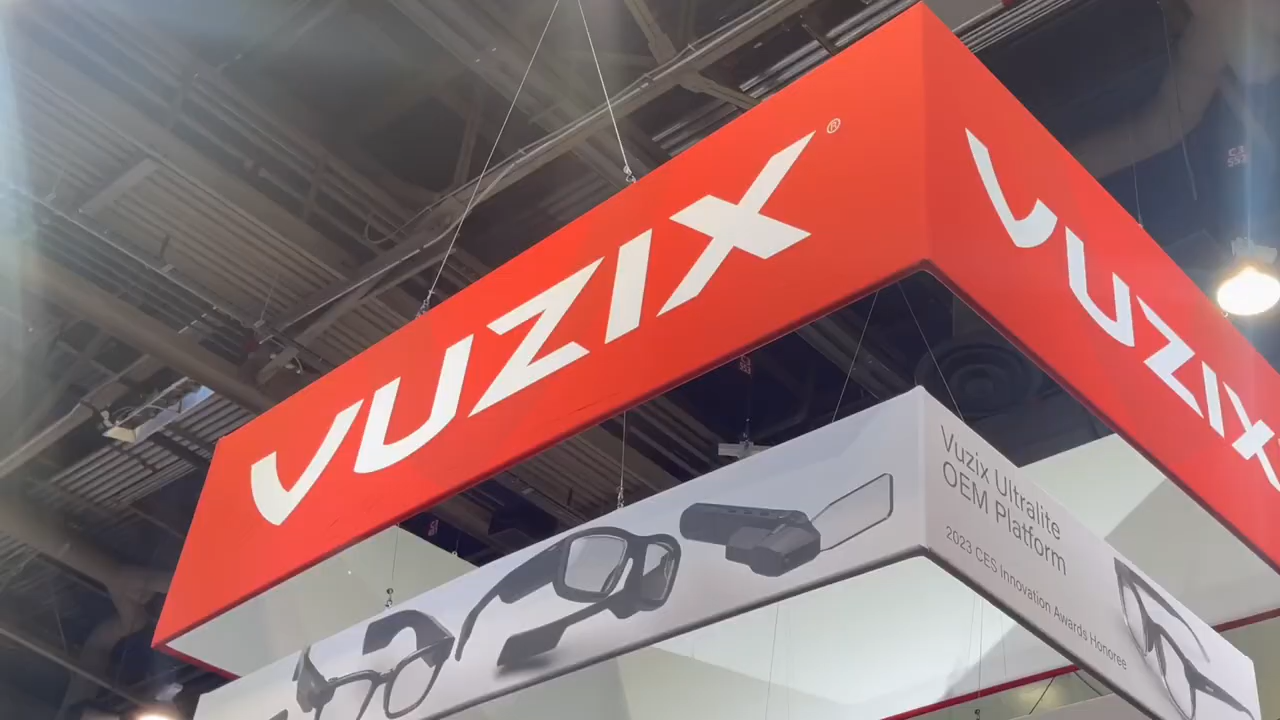 VUZIX®
VUZIX
Vuzix Ultralite
OEM Platform
2023 CES Innovation Awards Honoree